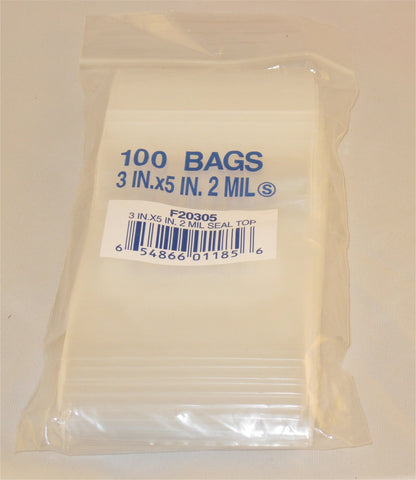 100 BAGS
3 IN.x5 IN. 2 MIL Ⓢ
F20305
3 IN.X5 IN. 2 MIL SEAL TOP
6 54866 01185 6